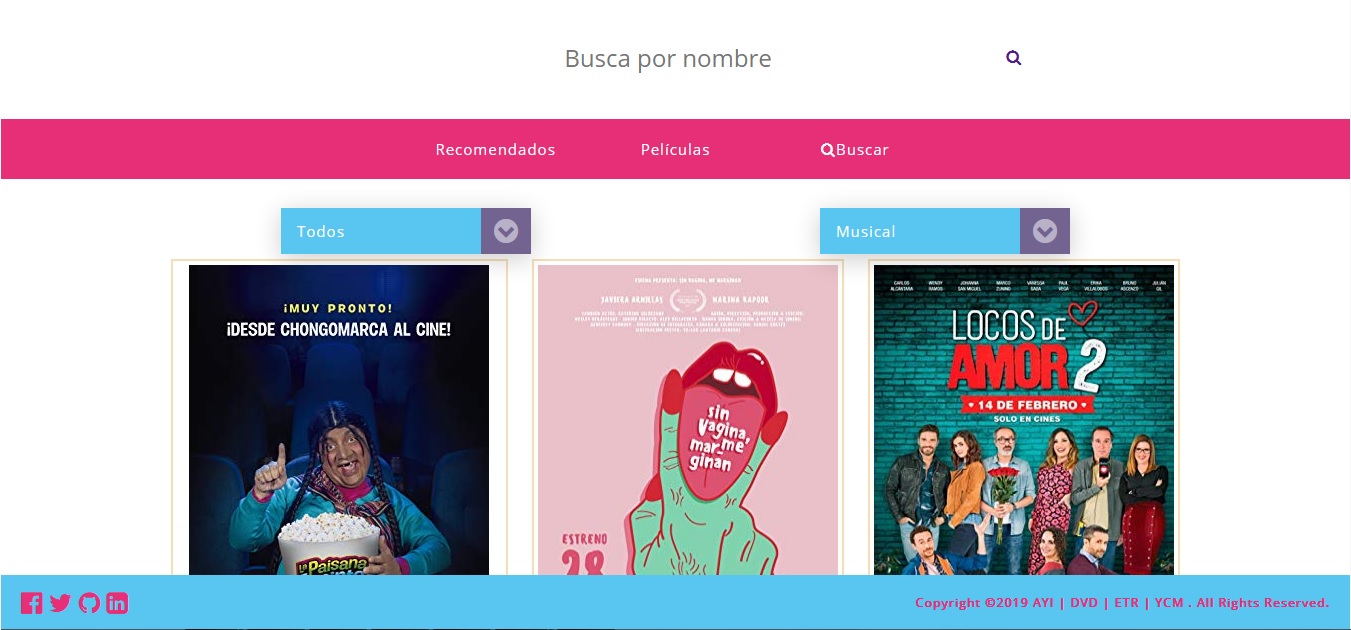 Busca por nombre
Recomendados Películas Buscar
Todos Musical
¡MUY PRONTO!
¡DESDE CHONGOMARCA AL CINE!
La Paisana
JAVIERA ARNILLAS MARINA KAPOOR
sin
vagina,
me
mar-
ginan
ESTRENO
28
CARLOS ALCÁNTARA WENDY RAMOS JOHANNA SAN MIGUEL MARCO ZUNINO VANESSA SABA PAUL VEGA ERIKA VILLALOBOS BRUNO ASCENZO JULIÁN GIL
LOCOS DE
AMOR 2
14 DE FEBRERO
SOLO EN CINES
Copyright ©2019 AYI | DVD | ETR | YCM . All Rights Reserved.